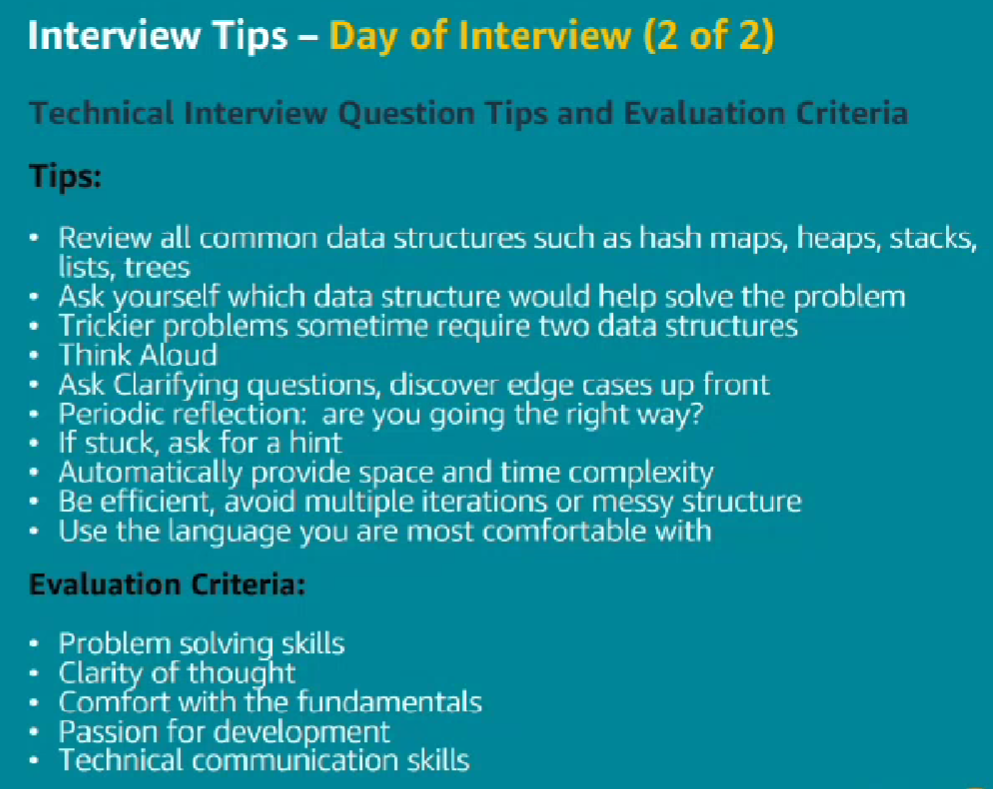 Interview Tips – Day of Interview (2 of 2)
Technical Interview Question Tips and Evaluation Criteria
Tips:
• Review all common data structures such as hash maps, heaps, stacks,
lists, trees
• Ask yourself which data structure would help solve the problem
• Trickier problems sometime require two data structures
• Think Aloud
• Ask Clarifying questions, discover edge cases up front
• Periodic reflection: are you going the right way?
• If stuck, ask for a hint
• Automatically provide space and time complexity
• Be efficient, avoid multiple iterations or messy structure
• Use the language you are most comfortable with
Evaluation Criteria:
• Problem solving skills
• Clarity of thought
• Comfort with the fundamentals
• Passion for development
• Technical communication skills